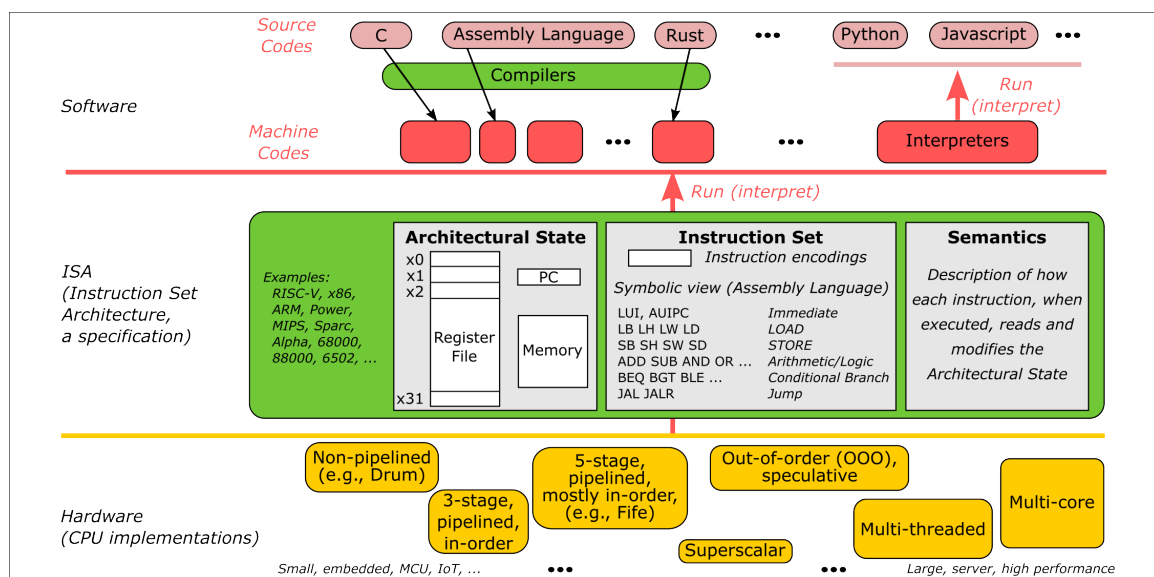 Source
Codes
C
Assembly Language
Rust
•••
Python
Javascript
•••
Compilers
Run
(interpret)
Software
Machine
Codes
•••
•••
Interpreters
Run (interpret)
ISA
(Instruction Set
Architecture,
a specification)
Examples:
RISC-V, x86,
ARM, Power,
MIPS, Sparc,
Alpha, 68000,
88000, 6502, ...
Architectural State
x0
x1
x2
x31
Register
File
PC
Memory
Instruction Set
Instruction encodings
Symbolic view (Assembly Language)
LUI, AUIPC Immediate
LB LH LW LD LOAD
SB SH SW SD STORE
ADD SUB AND OR ... Arithmetic/Logic
BEQ BGT BLE ... Conditional Branch
JAL JALR Jump
Semantics
Description of how
each instruction, when
executed, reads and
modifies the
Architectural State
Hardware
(CPU implementations)
Non-pipelined
(e.g., Drum)
3-stage,
pipelined,
in-order
5-stage,
pipelined,
mostly in-order,
(e.g., Fife)
Out-of-order (OOO),
speculative
Superscalar
Multi-threaded
Multi-core
Small, embedded, MCU, IoT, ...
•••
•••
Large, server, high performance